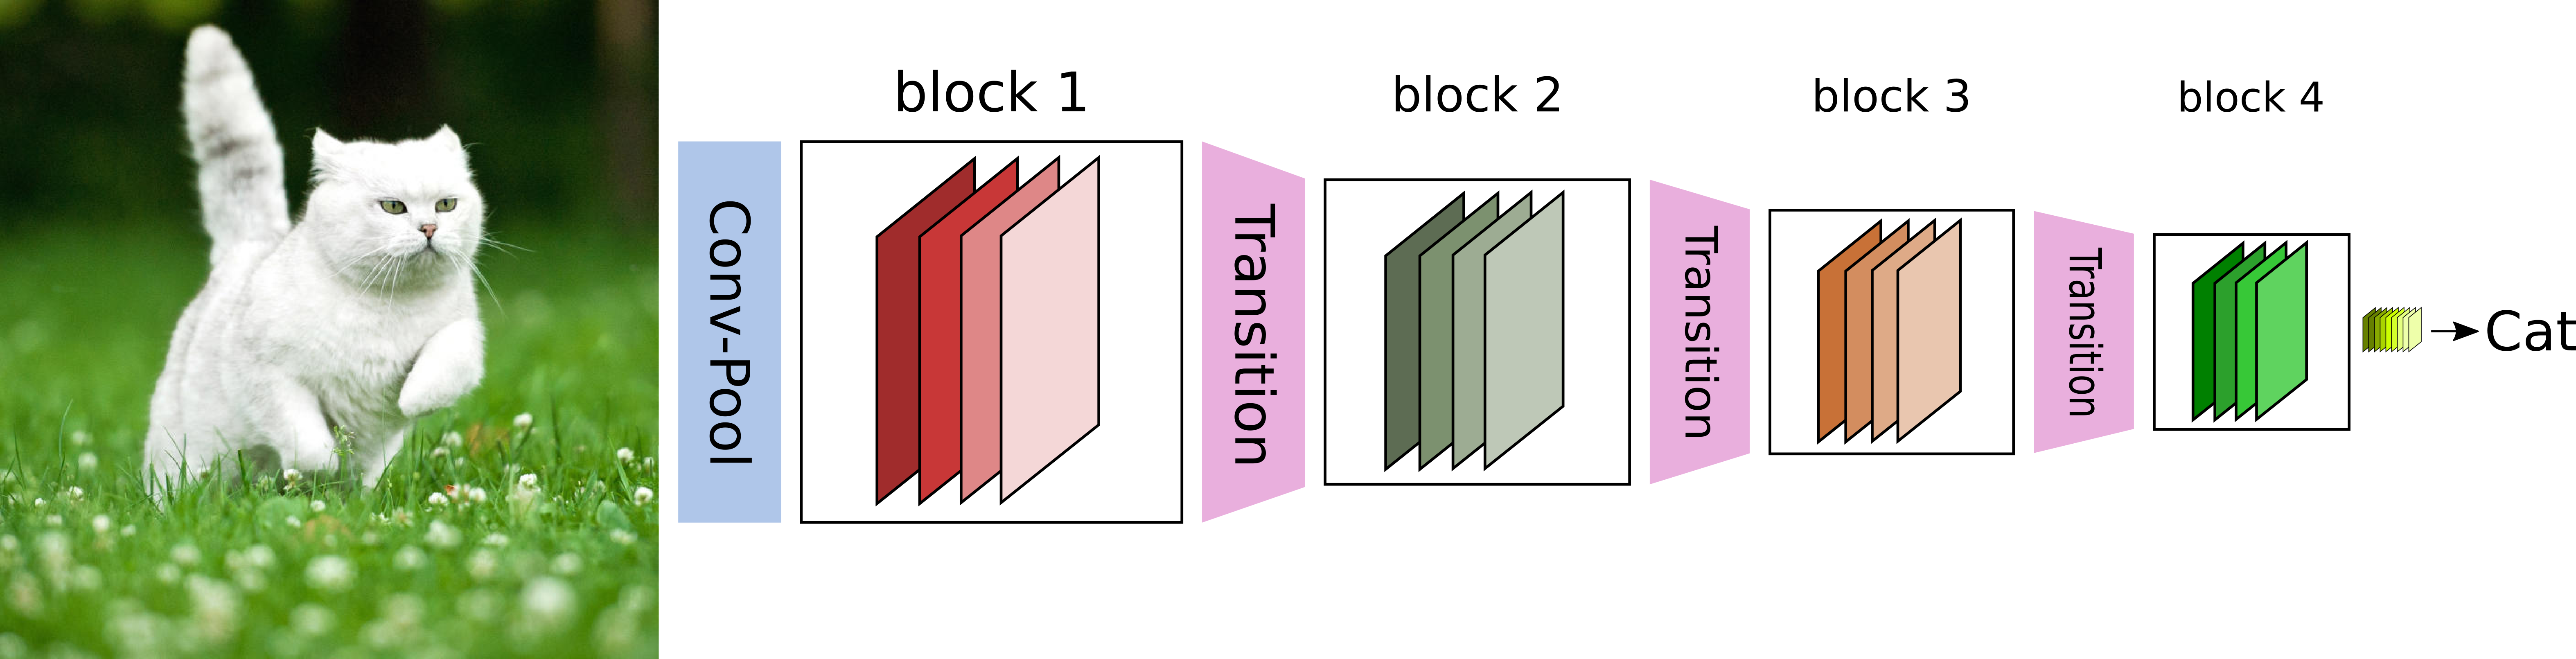 block 1
block 2
block 3
block 4
Conv-Pool
Transition
Transition
Transition
Cat